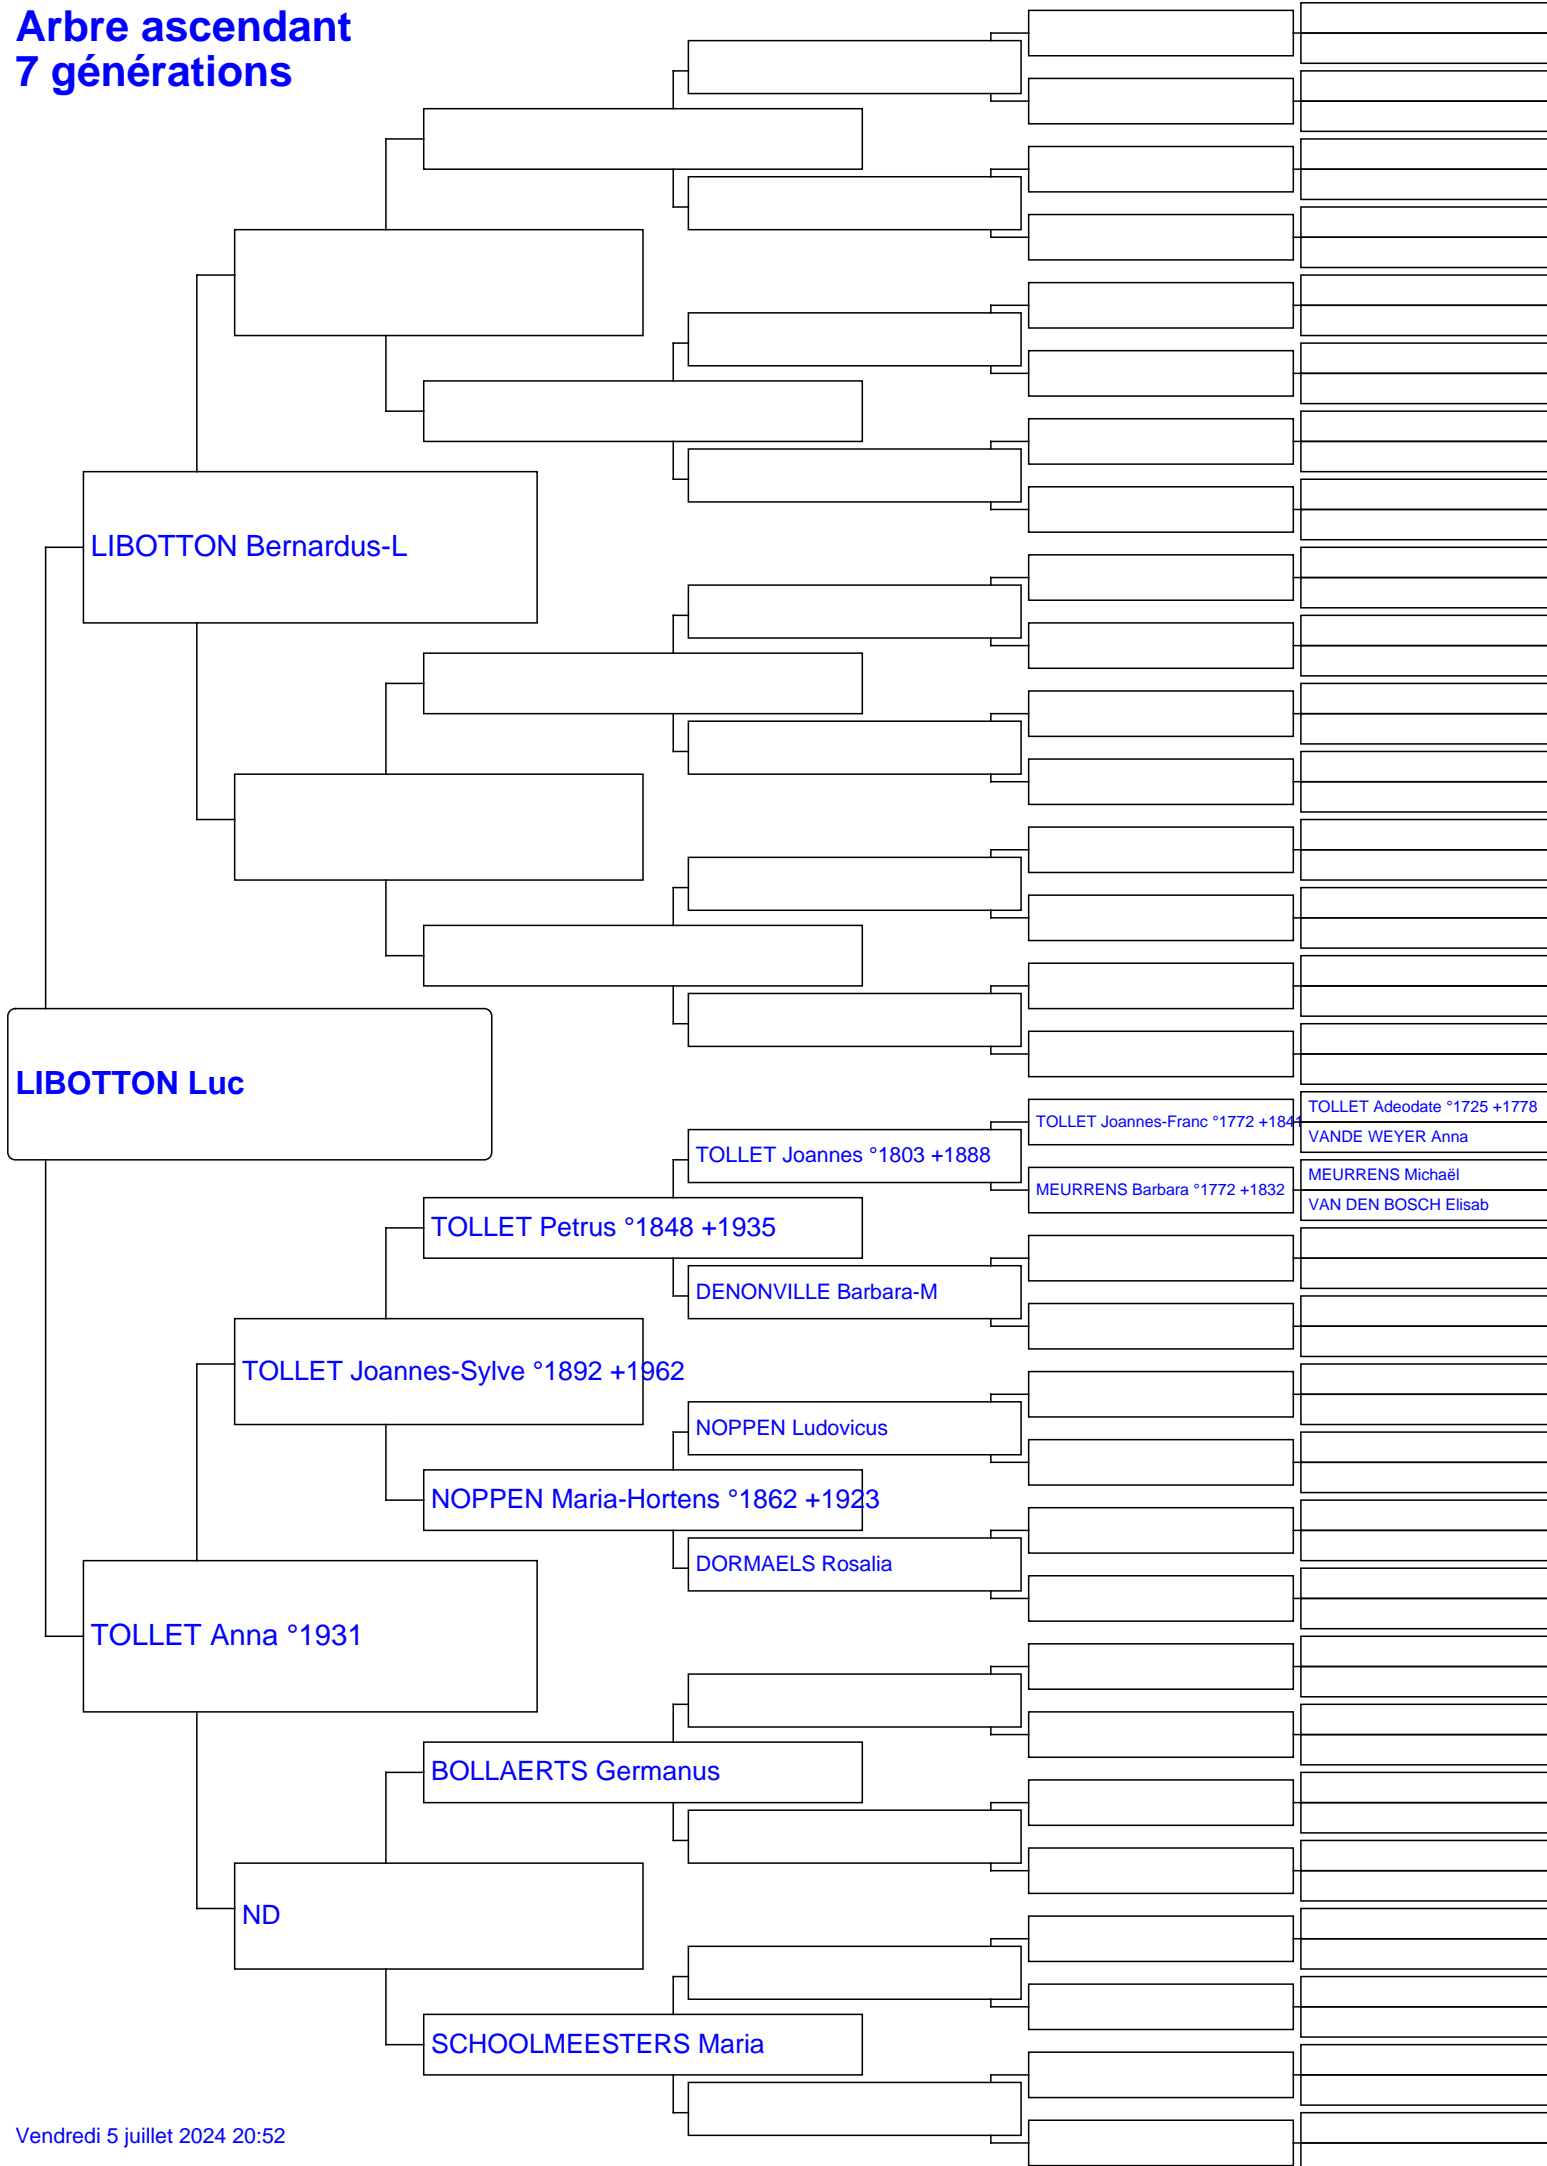 Arbre ascendant
7 générations
LIBOTTON Bernardus-L
LIBOTTON Luc
TOLLET Joannes-Franc °1772 +1841
TOLLET Adeodate °1725 +1778
VANDE WEYER Anna
TOLLET Joannes °1803 +1888
MEURRENS Barbara °1772 +1832
MEURRENS Michaël
VAN DEN BOSCH Elisab
TOLLET Petrus °1848 +1935
DENONVILLE Barbara-M
TOLLET Joannes-Sylve °1892 +1962
NOPPEN Ludovicus
NOPPEN Maria-Hortens °1862 +1923
DORMAELS Rosalia
TOLLET Anna °1931
BOLLAERTS Germanus
ND
SCHOOLMEESTERS Maria
Vendredi 5 juillet 2024 20:52